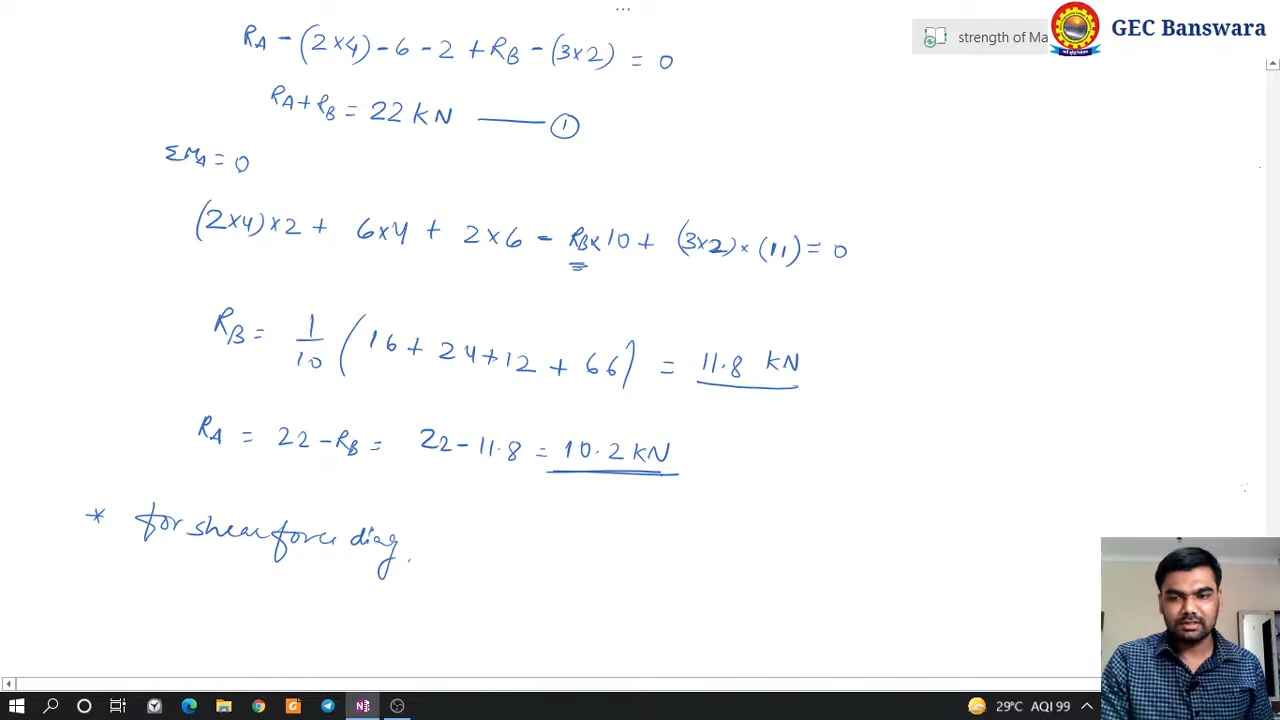 ...
strength of Ma
GEC Banswara
RA - (2×4) - 6 - 2 + RB - (3×2) = 0
RA + RB = 22 KN —— ①
ΣMA = 0
(2×4)×2 + 6×4 + 2×6 - RB×10 + (3×2)×(11) = 0
RB = 1/10 (16 + 24 + 12 + 66) = 11.8 KN
RA = 22 - RB = 22 - 11.8 = 10.2 KN
* for shear force diag.
29°C AQI 99